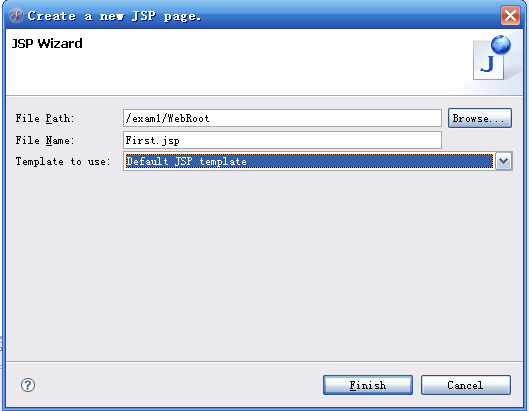 Create a new JSP page.
JSP Wizard
J
File Path: /exam1/WebRoot Browse...
File Name: First.jsp
Template to use: Default JSP template
?
Finish Cancel